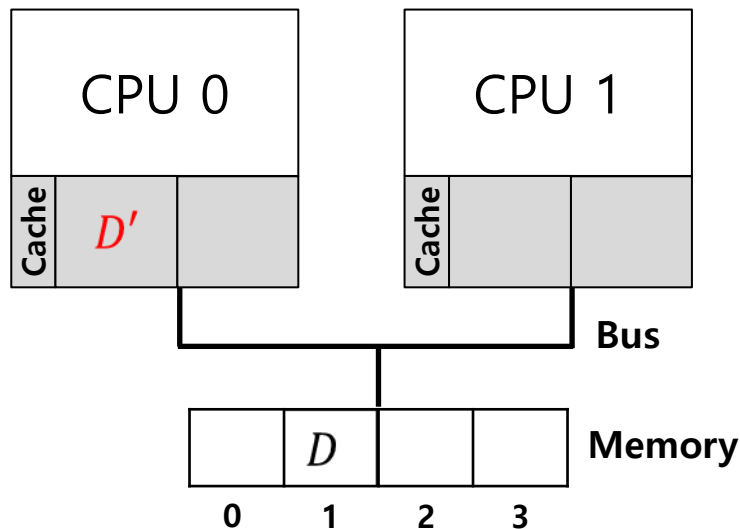 CPU 0
CPU 1
Cache
D′
Cache
Bus
D
Memory
0 1 2 3